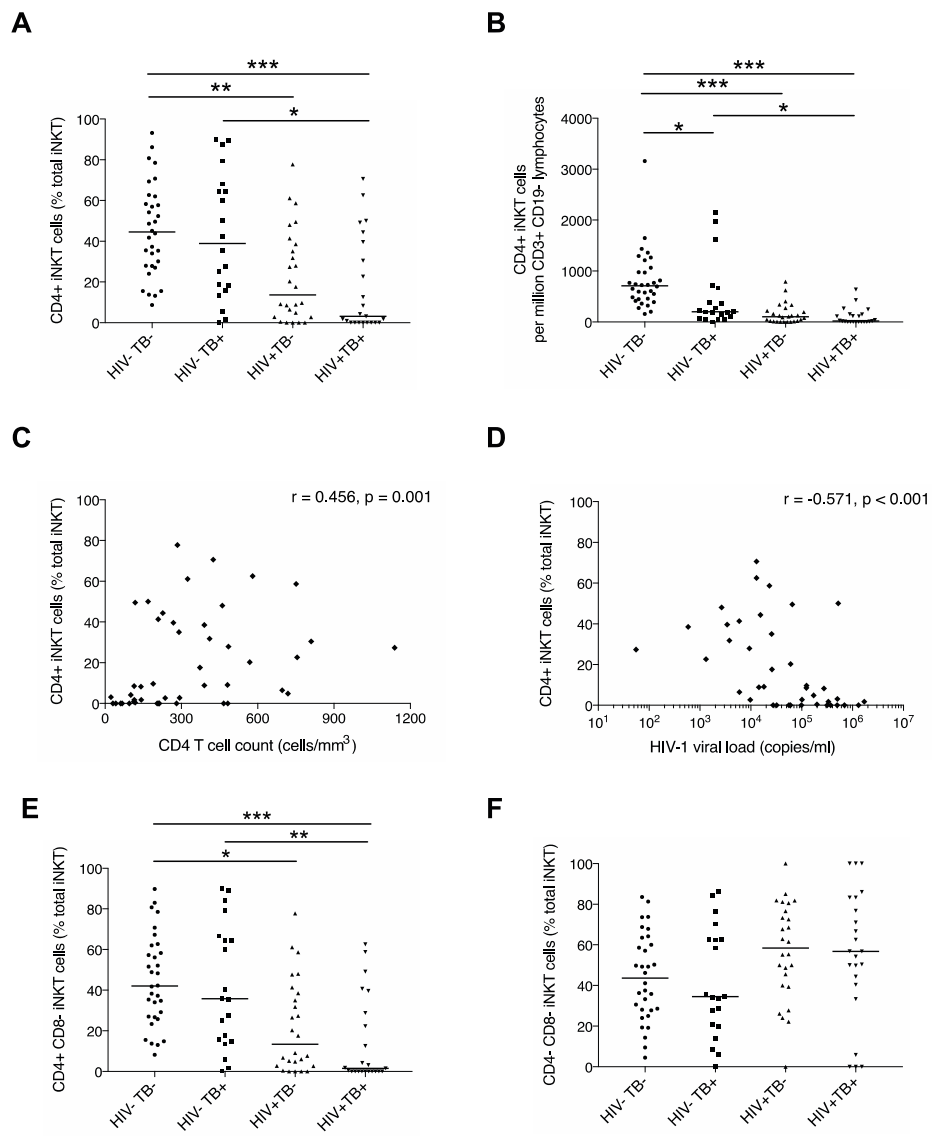 A
B
***
**
*
CD4+ iNKT cells (% total iNKT)
100
80
60
40
20
0
HIV- TB-
HIV- TB+
HIV+TB-
HIV+TB+
***
***
*
*
CD4+ iNKT cells
per million CD3+ CD19- lymphocytes
4000
3000
2000
1000
0
HIV- TB-
HIV- TB+
HIV+TB-
HIV+TB+
C
D
r = 0.456, p = 0.001
CD4+ iNKT cells (% total iNKT)
100
80
60
40
20
0
0 300 600 900 1200
CD4 T cell count (cells/mm³)
r = -0.571, p < 0.001
CD4+ iNKT cells (% total iNKT)
100
80
60
40
20
0
10¹ 10² 10³ 10⁴ 10⁵ 10⁶ 10⁷
HIV-1 viral load (copies/ml)
E
F
***
**
*
CD4+ CD8- iNKT cells (% total iNKT)
100
80
60
40
20
0
HIV- TB-
HIV- TB+
HIV+TB-
HIV+TB+
CD4- CD8- iNKT cells (% total iNKT)
100
80
60
40
20
0
HIV- TB-
HIV- TB+
HIV+TB-
HIV+TB+